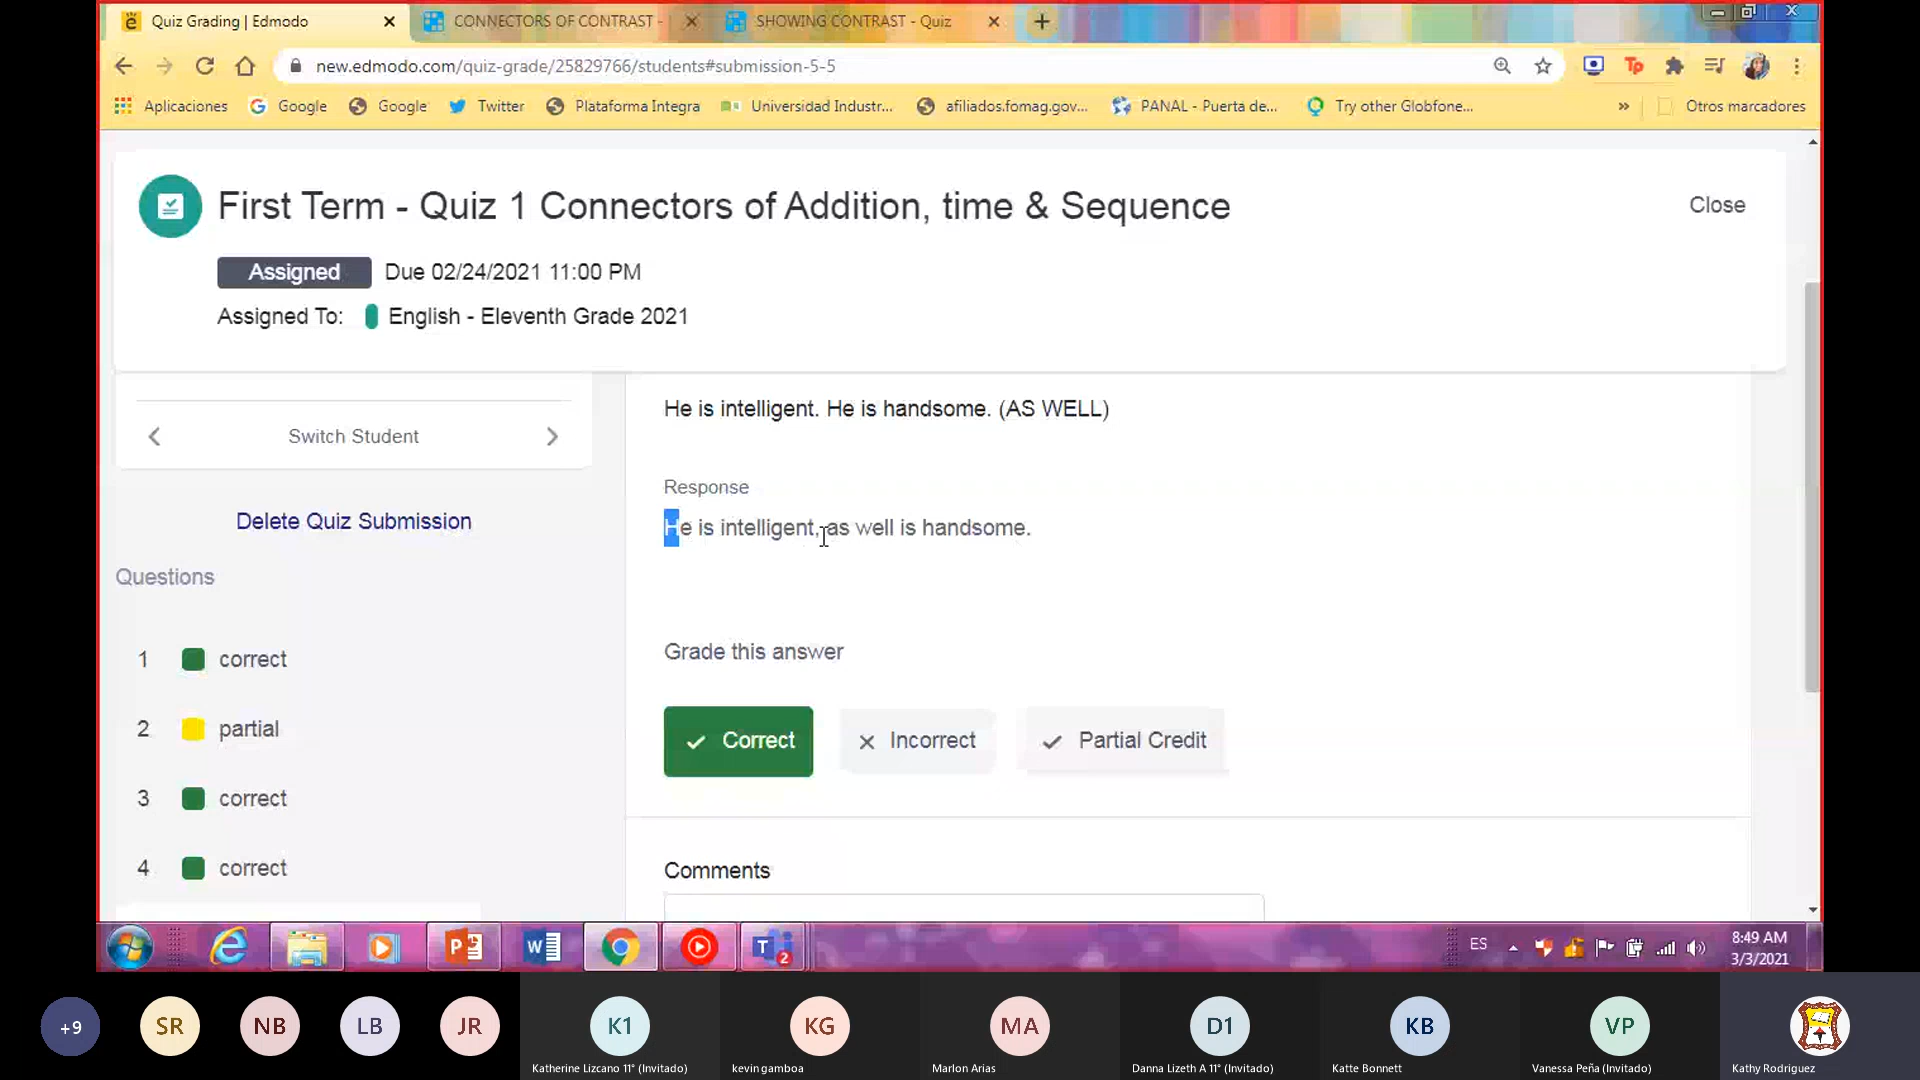 Quiz Grading | Edmodo
CONNECTORS OF CONTRAST -
SHOWING CONTRAST - Quiz
new.edmodo.com/quiz-grade/25829766/students#submission-5-5
Aplicaciones
Google
Google
Twitter
Plataforma Integra
Universidad Industr...
afiliados.fomag.gov...
PANAL - Puerta de...
Try other Globfone...
»
Otros marcadores
First Term - Quiz 1 Connectors of Addition, time & Sequence
Close
Assigned
Due 02/24/2021 11:00 PM
Assigned To:
English - Eleventh Grade 2021
He is intelligent. He is handsome. (AS WELL)
Switch Student
Response
He is intelligent, as well is handsome.
Delete Quiz Submission
Questions
1 correct
2 partial
3 correct
4 correct
Grade this answer
Correct
Incorrect
Partial Credit
Comments
ES
8:49 AM
3/3/2021
+9
SR
NB
LB
JR
K1
KG
MA
D1
KB
VP
Katherine Lizcano 11° (Invitado)
kevin gamboa
Marlon Arias
Danna Lizeth A 11° (Invitado)
Katte Bonnett
Vanessa Peña (Invitado)
Kathy Rodriguez